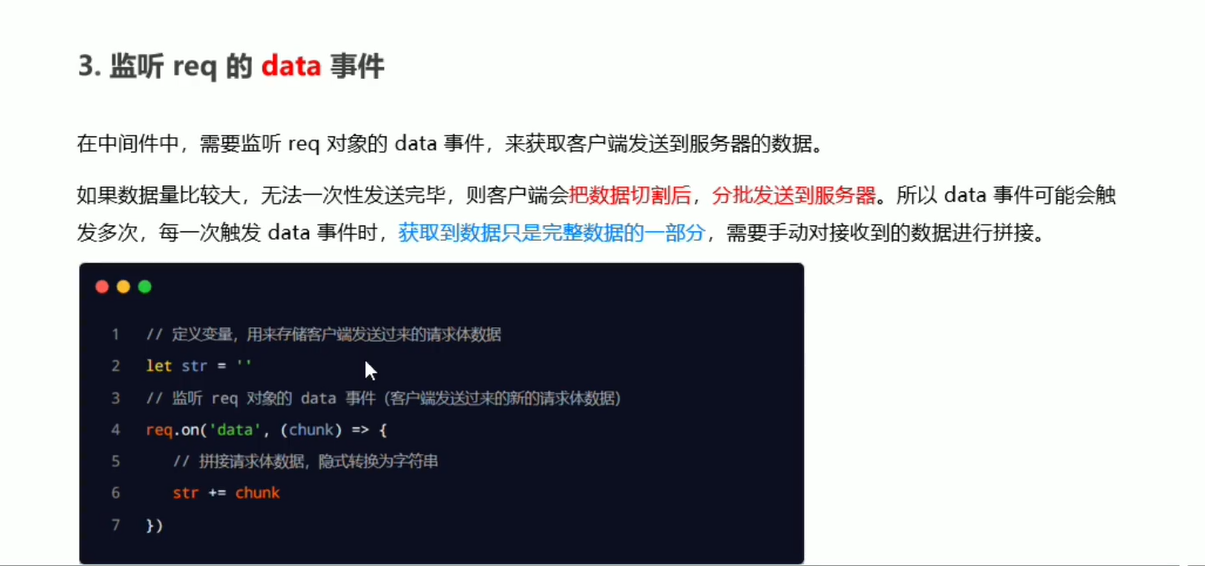 3. 监听 req 的 data 事件
在中间件中，需要监听 req 对象的 data 事件，来获取客户端发送到服务器的数据。
如果数据量比较大，无法一次性发送完毕，则客户端会把数据切割后，分批发送到服务器。所以 data 事件可能会触
发多次，每一次触发 data 事件时，获取到数据只是完整数据的一部分，需要手动对接收到的数据进行拼接。
1 // 定义变量，用来存储客户端发送过来的请求体数据
2 let str = ''
3 // 监听 req 对象的 data 事件（客户端发送过来的新的请求体数据）
4 req.on('data', (chunk) => {
5 // 拼接请求体数据，隐式转换为字符串
6 str += chunk
7 })